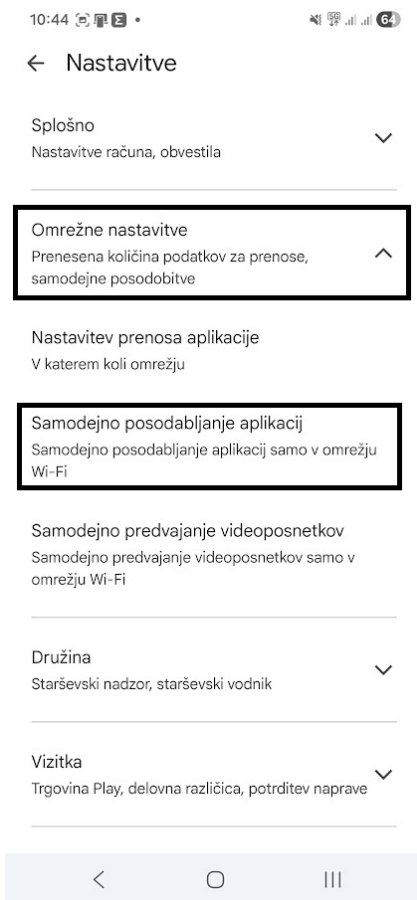 10:44
64
Nastavitve
Splošno
Nastavitve računa, obvestila
Omrežne nastavitve
Prenesena količina podatkov za prenose,
samodejne posodobitve
Nastavitev prenosa aplikacije
V katerem koli omrežju
Samodejno posodabljanje aplikacij
Samodejno posodabljanje aplikacij samo v omrežju
Wi-Fi
Samodejno predvajanje videoposnetkov
Samodejno predvajanje videoposnetkov samo v
omrežju Wi-Fi
Družina
Starševski nadzor, starševski vodnik
Vizitka
Trgovina Play, delovna različica, potrditev naprave